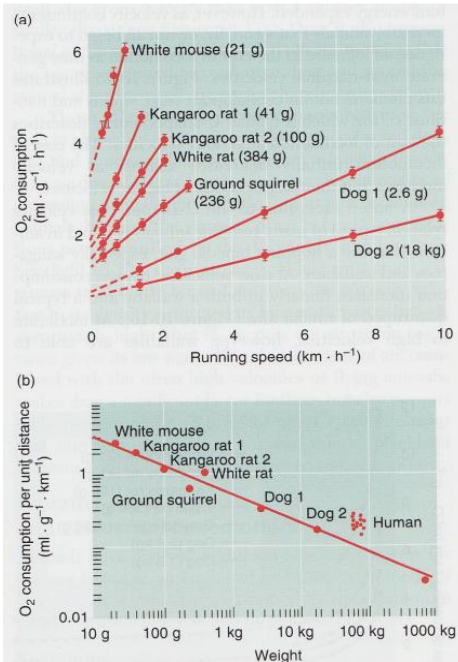 (a)
6
4
2
O₂ consumption
(ml · g⁻¹ · h⁻¹)
White mouse (21 g)
Kangaroo rat 1 (41 g)
Kangaroo rat 2 (100 g)
White rat (384 g)
Ground squirrel
(236 g)
Dog 1 (2.6 g)
Dog 2 (18 kg)
0 2 4 6 8 10
Running speed (km · h⁻¹)
(b)
O₂ consumption per unit distance
(ml · g⁻¹ · km⁻¹)
1
0.01
White mouse
Kangaroo rat 1
Kangaroo rat 2
White rat
Ground squirrel
Dog 1
Dog 2
Human
10 g 100 g 1 kg 10 kg 100 kg 1000 kg
Weight